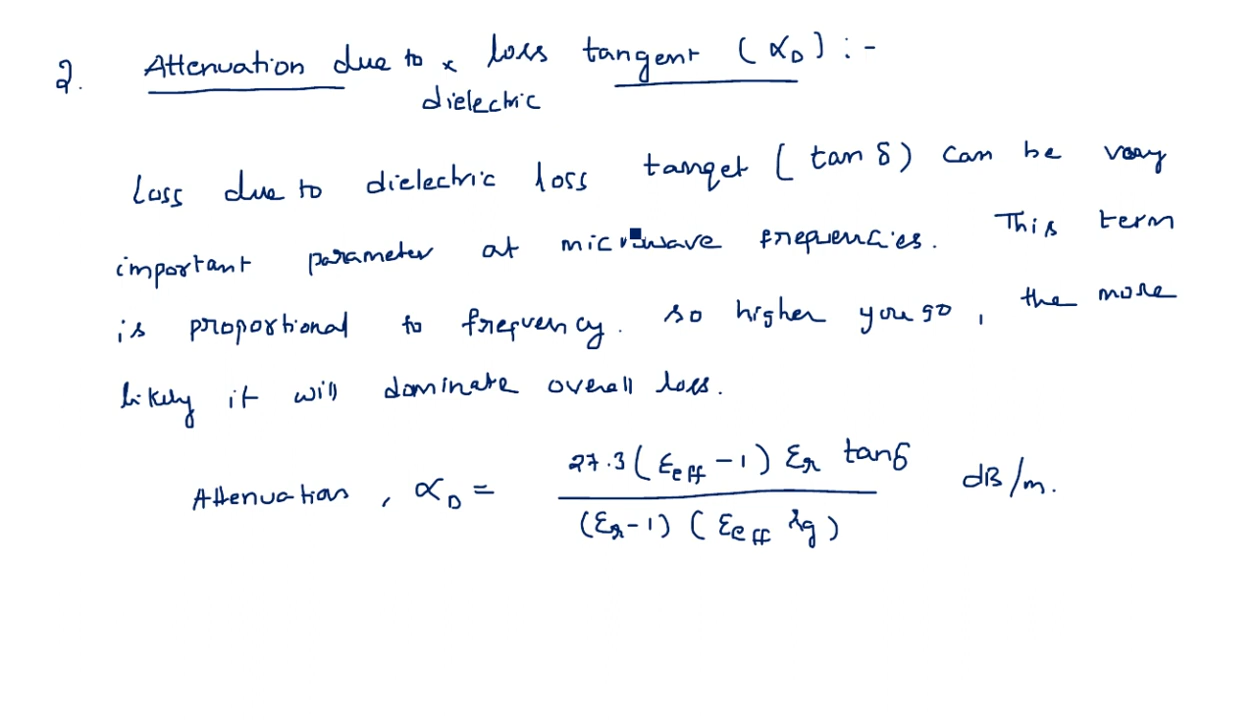 2. Attenuation due to x loss tangent (αD) :-
dielectric
Loss due to dielectric loss tanget (tan δ) can be very
important parameter at microwave frequencies. This term
is proportional to frequency. so higher you go, the more
likely it will dominate overall loss.
Attenuation, αD = 27.3(εeff - 1) εr tanδ / (εr - 1) (εeff λg) dB/m.